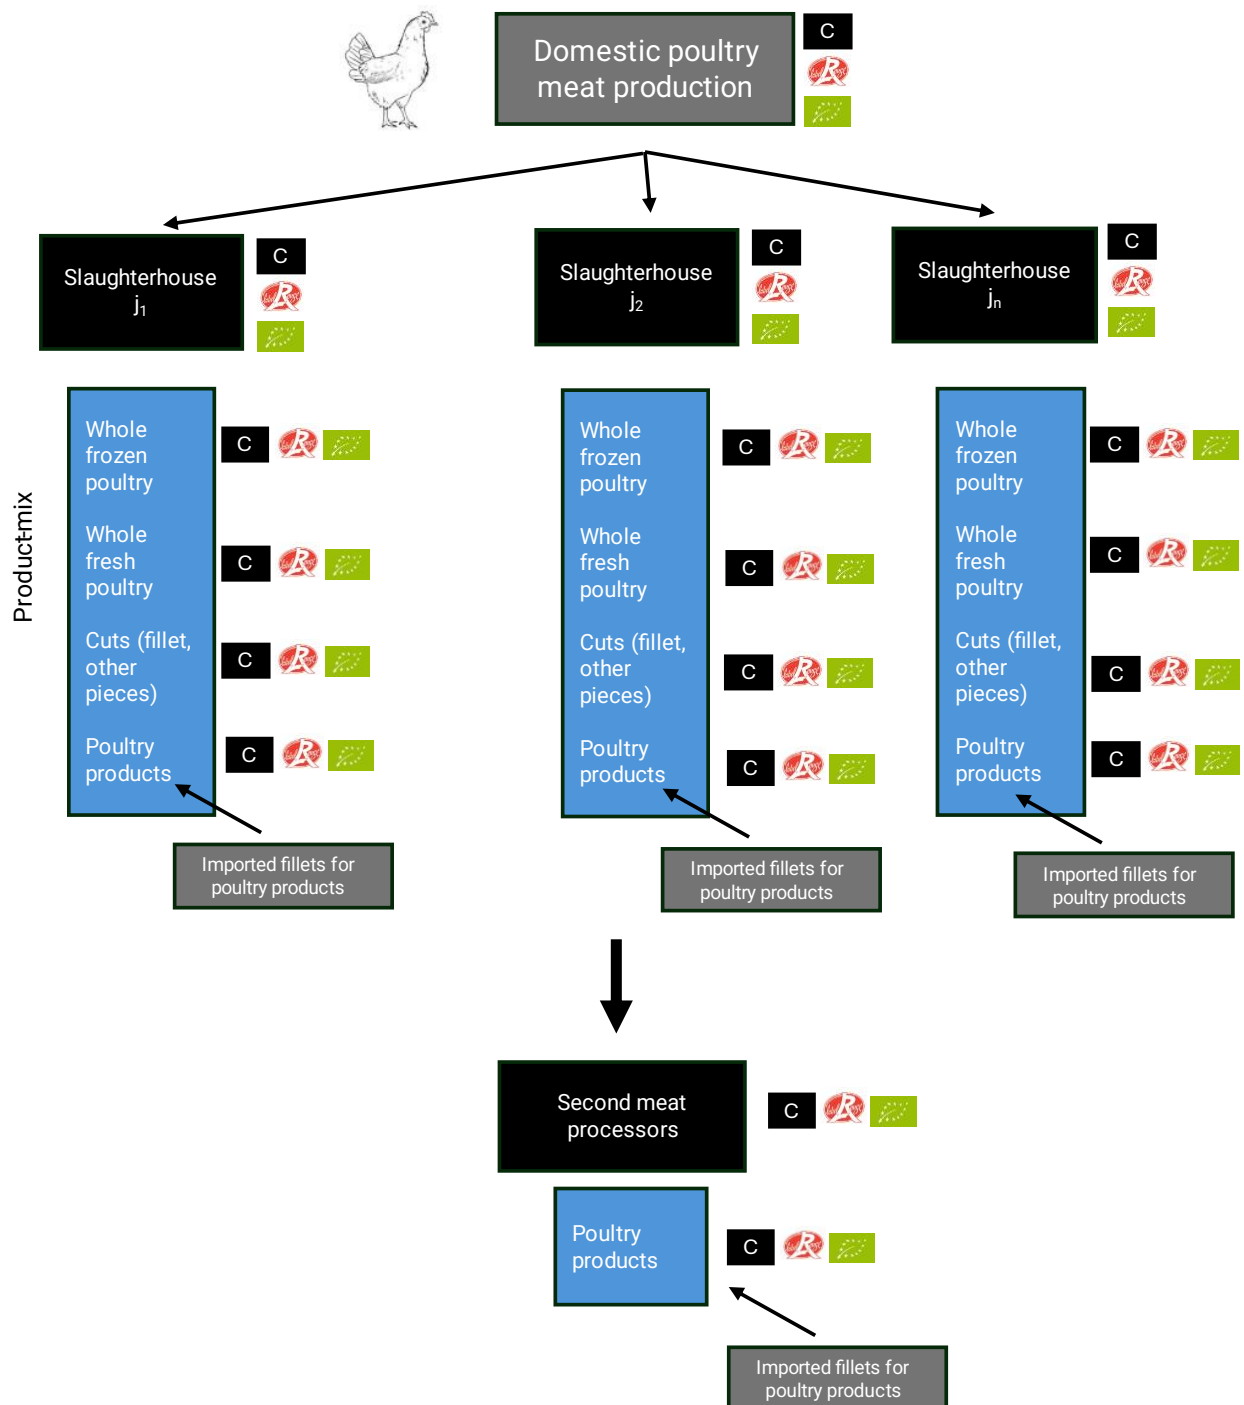 Domestic poultry
meat production
C
Slaughterhouse
j1
C
Slaughterhouse
j2
C
Slaughterhouse
jn
C
Product-mix
Whole
frozen
poultry
C
Whole
fresh
poultry
C
Cuts (fillet,
other
pieces)
C
Poultry
products
C
Imported fillets for
poultry products
Whole
frozen
poultry
C
Whole
fresh
poultry
C
Cuts (fillet,
other
pieces)
C
Poultry
products
C
Imported fillets for
poultry products
Whole
frozen
poultry
C
Whole
fresh
poultry
C
Cuts (fillet,
other
pieces)
C
Poultry
products
C
Imported fillets for
poultry products
Second meat
processors
C
Poultry
products
C
Imported fillets for
poultry products